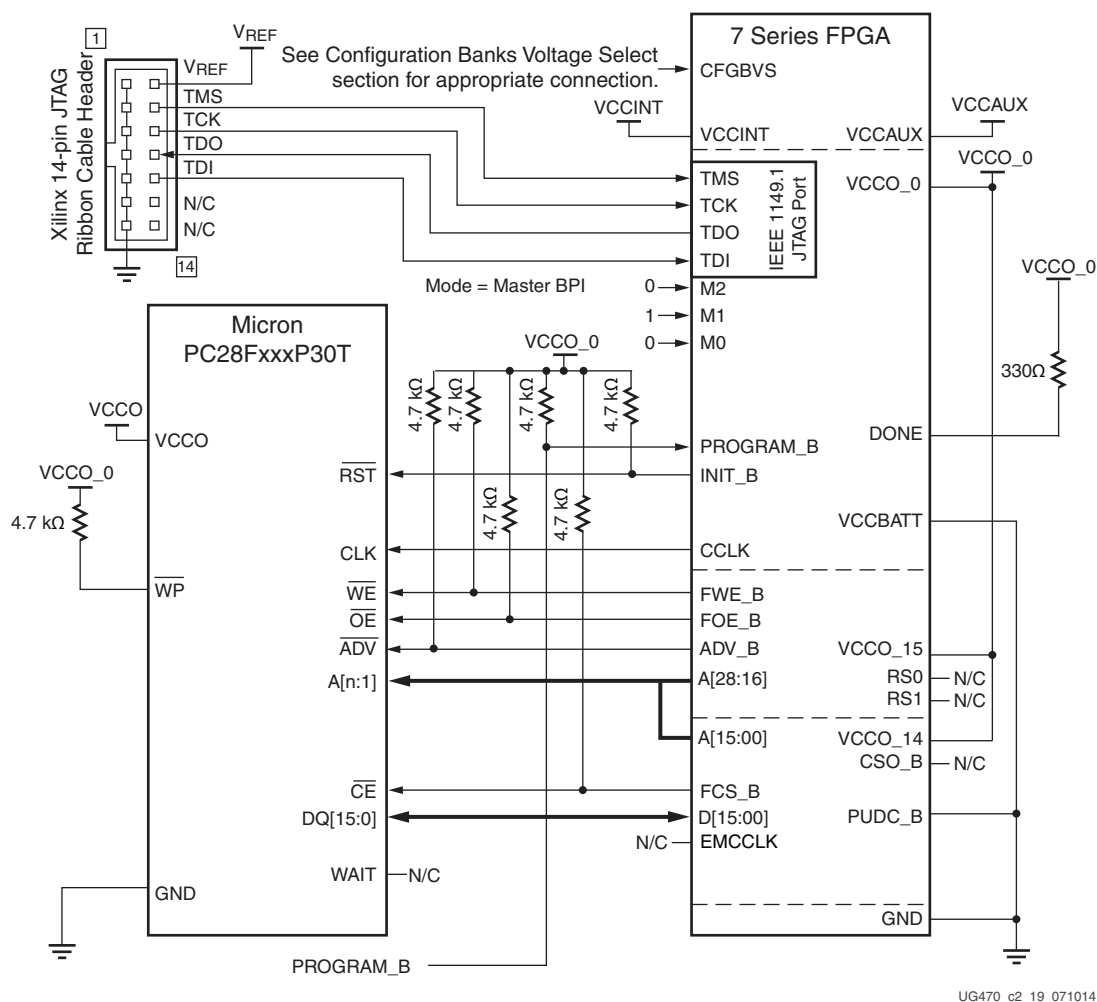 1
Xilinx 14-pin JTAG
Ribbon Cable Header
VREF
VREF
TMS
TCK
TDO
TDI
N/C
N/C
14
See Configuration Banks Voltage Select
section for appropriate connection.
VCCINT
Mode = Master BPI
0
1
0
7 Series FPGA
CFGBVS
VCCINT
VCCAUX
VCCAUX
VCCO_0
VCCO_0
TMS
TCK
TDO
TDI
IEEE 1149.1
JTAG Port
M2
M1
M0
VCCO_0
330Ω
DONE
PROGRAM_B
INIT_B
VCCBATT
CCLK
FWE_B
FOE_B
ADV_B
VCCO_15
A[28:16]
RS0
N/C
RS1
N/C
A[15:00]
VCCO_14
CSO_B
N/C
FCS_B
D[15:00]
PUDC_B
N/C
EMCCLK
GND
VCCO_0
4.7 kΩ
4.7 kΩ
4.7 kΩ
4.7 kΩ
4.7 kΩ
4.7 kΩ
Micron
PC28FxxxP30T
VCCO
VCCO
VCCO_0
4.7 kΩ
WP
RST
CLK
WE
OE
ADV
A[n:1]
CE
DQ[15:0]
WAIT
N/C
GND
PROGRAM_B
UG470_c2_19_071014